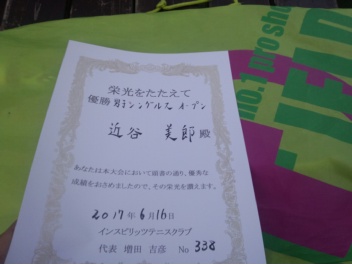 栄光をたたえて
優勝 男子シングルス オープン
近谷 美郎 殿
あなたは本大会において頭書の通り、優秀な
成績をおさめましたので、その栄光を讃えます。
2017年6月16日
インスピリッツテニスクラブ
代表 増田 吉彦 No 338
no.1 pro sho